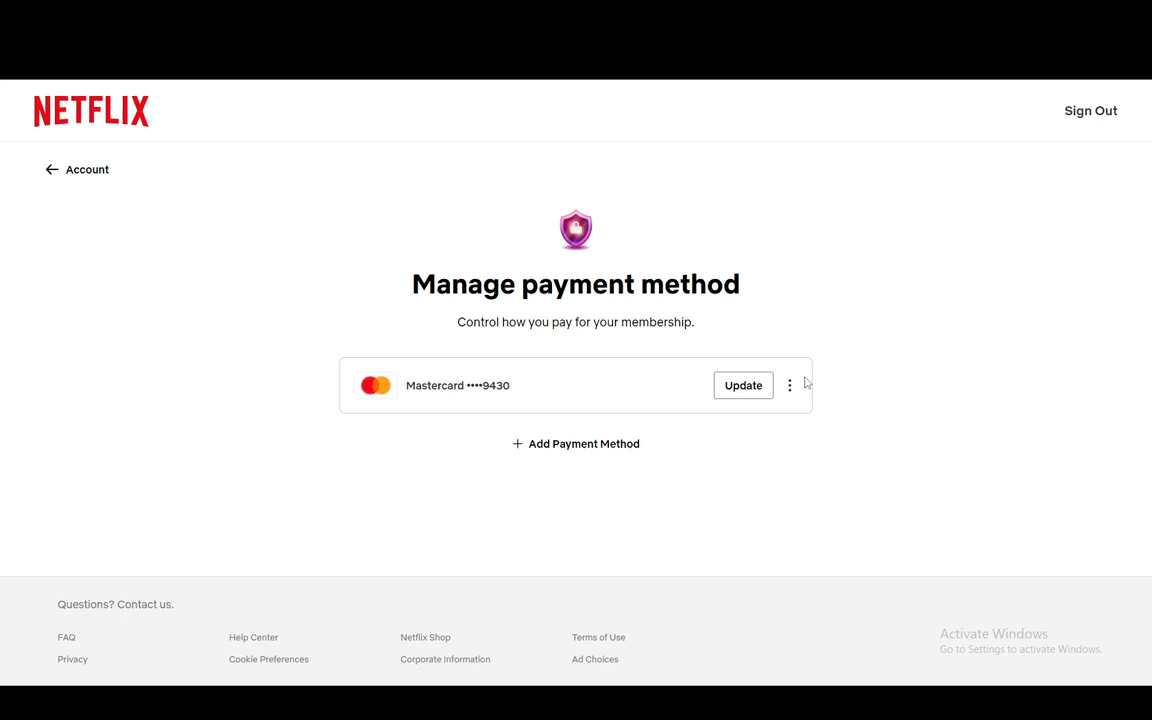 NETFLIX
Sign Out
Account
Manage payment method
Control how you pay for your membership.
Mastercard ••••9430
Update
+ Add Payment Method
Questions? Contact us.
FAQ
Help Center
Netflix Shop
Terms of Use
Privacy
Cookie Preferences
Corporate Information
Ad Choices
Activate Windows
Go to Settings to activate Windows.